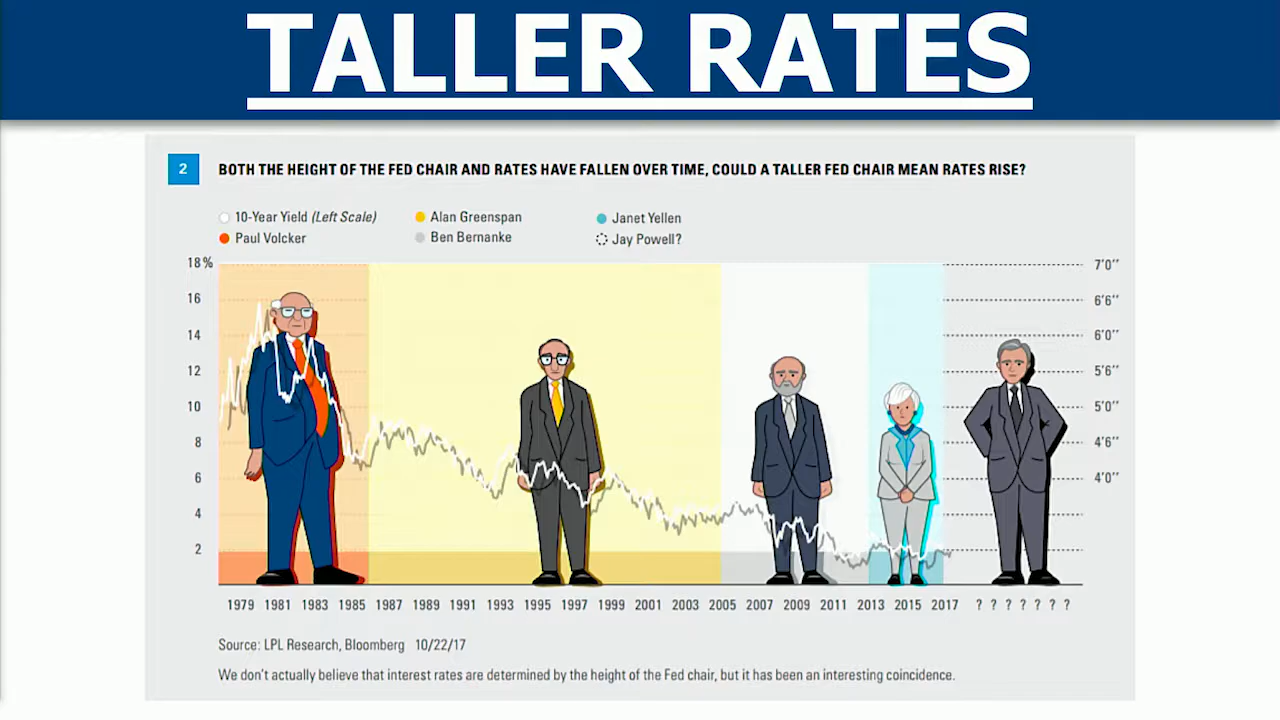 TALLER RATES
2 BOTH THE HEIGHT OF THE FED CHAIR AND RATES HAVE FALLEN OVER TIME, COULD A TALLER FED CHAIR MEAN RATES RISE?
10-Year Yield (Left Scale) Alan Greenspan Janet Yellen
Paul Volcker Ben Bernanke Jay Powell?
18% 7'0"
16 6'6"
14 6'0"
12 5'6"
10 5'0"
8 4'6"
6 4'0"
4
2
1979 1981 1983 1985 1987 1989 1991 1993 1995 1997 1999 2001 2003 2005 2007 2009 2011 2013 2015 2017 ? ? ? ? ? ? ?
Source: LPL Research, Bloomberg 10/22/17
We don't actually believe that interest rates are determined by the height of the Fed chair, but it has been an interesting coincidence.